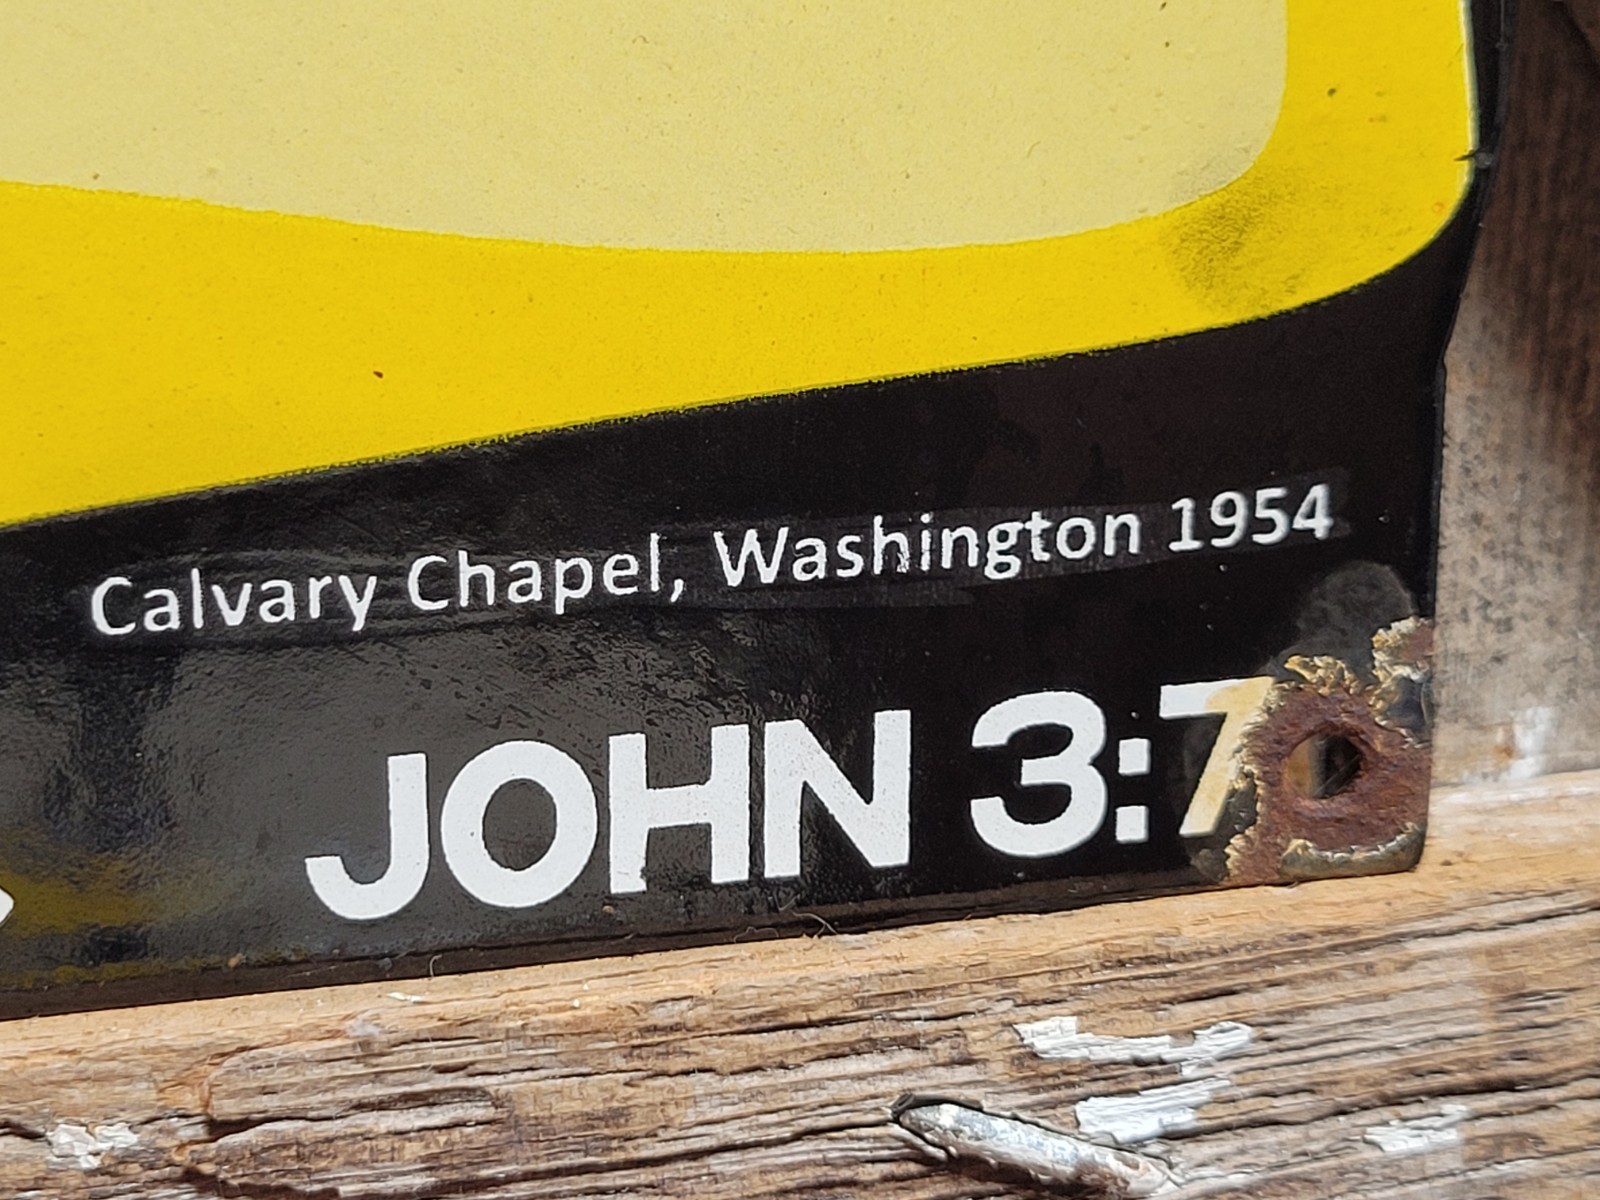 Calvary Chapel, Washington 1954
JOHN 3:7